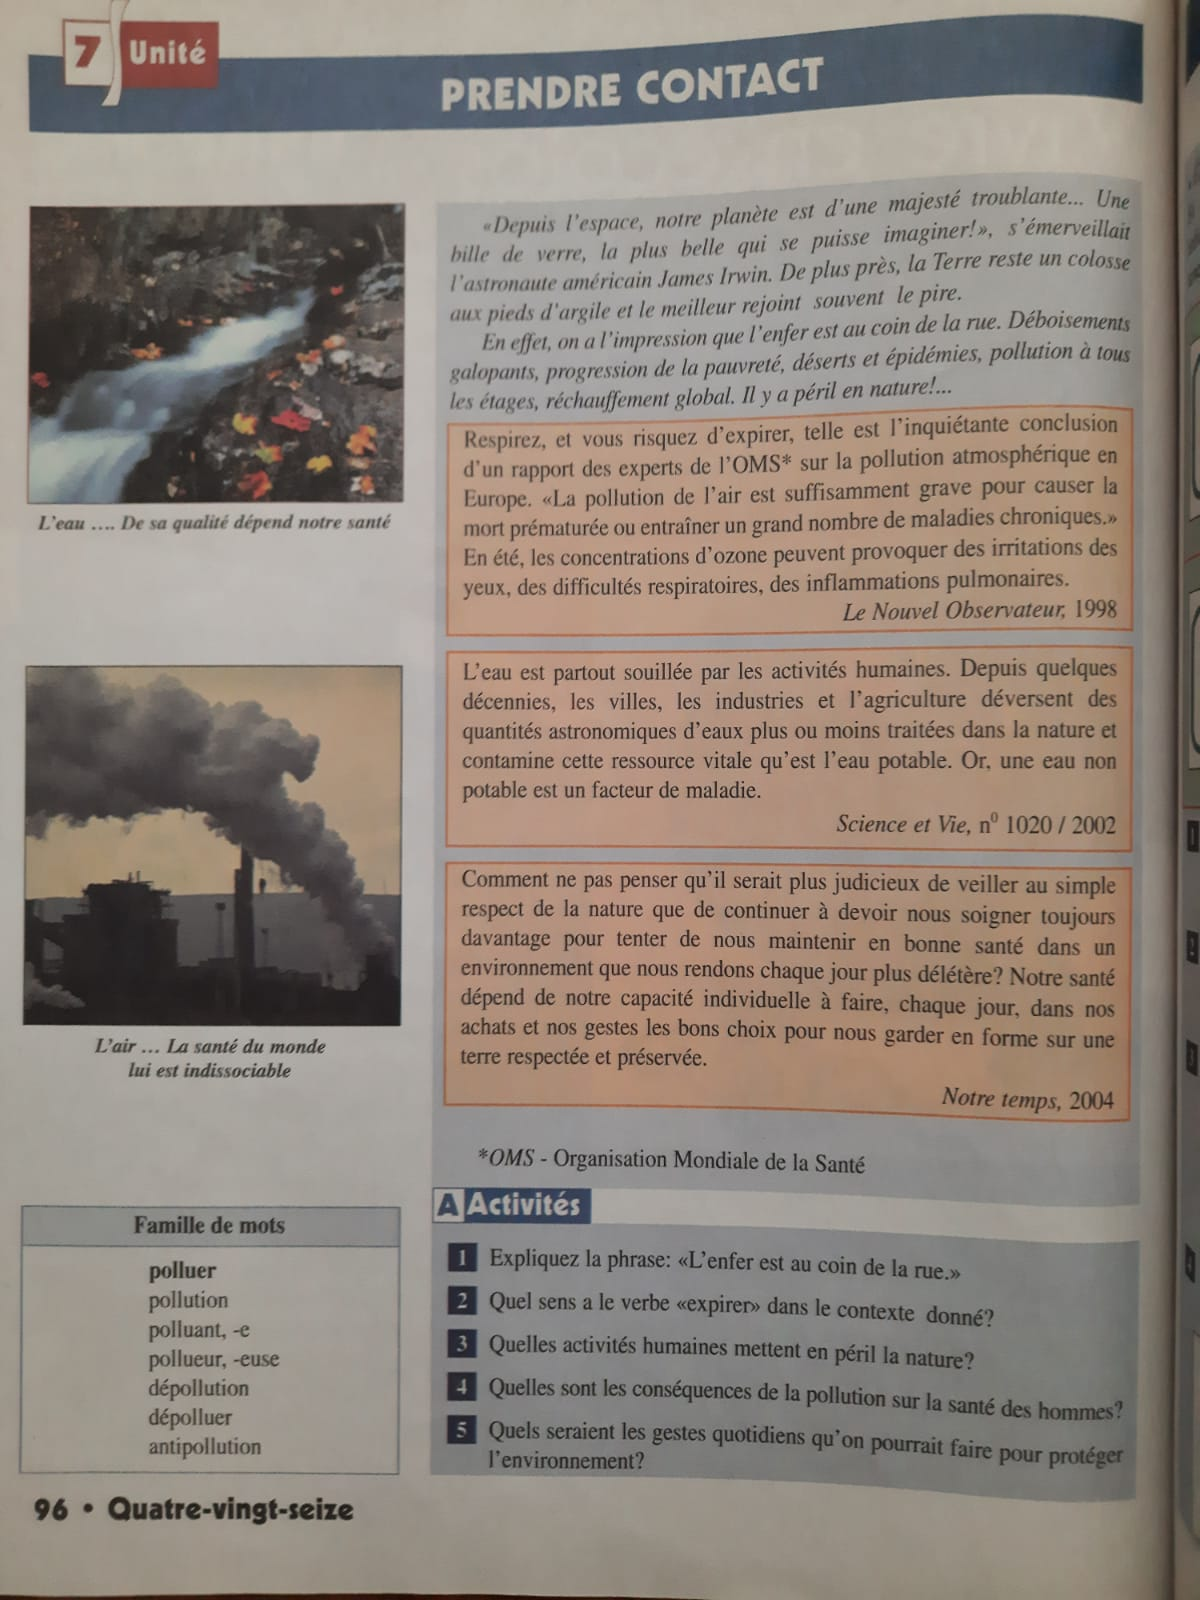 7 Unité
PRENDRE CONTACT
«Depuis l'espace, notre planète est d'une majesté troublante... Une
bille de verre, la plus belle qui se puisse imaginer!», s'émerveillait
l'astronaute américain James Irwin. De plus près, la Terre reste un colosse
aux pieds d'argile et le meilleur rejoint souvent le pire.
En effet, on a l'impression que l'enfer est au coin de la rue. Déboisements
galopants, progression de la pauvreté, déserts et épidémies, pollution à tous
les étages, réchauffement global. Il y a péril en nature!...
Respirez, et vous risquez d'expirer, telle est l'inquiétante conclusion
d'un rapport des experts de l'OMS* sur la pollution atmosphérique en
Europe. «La pollution de l'air est suffisamment grave pour causer la
mort prématurée ou entraîner un grand nombre de maladies chroniques.»
En été, les concentrations d'ozone peuvent provoquer des irritations des
yeux, des difficultés respiratoires, des inflammations pulmonaires.
Le Nouvel Observateur, 1998
L'eau est partout souillée par les activités humaines. Depuis quelques
décennies, les villes, les industries et l'agriculture déversent des
quantités astronomiques d'eaux plus ou moins traitées dans la nature et
contamine cette ressource vitale qu'est l'eau potable. Or, une eau non
potable est un facteur de maladie.
Science et Vie, n⁰ 1020 / 2002
Comment ne pas penser qu'il serait plus judicieux de veiller au simple
respect de la nature que de continuer à devoir nous soigner toujours
davantage pour tenter de nous maintenir en bonne santé dans un
environnement que nous rendons chaque jour plus délétère? Notre santé
dépend de notre capacité individuelle à faire, chaque jour, dans nos
achats et nos gestes les bons choix pour nous garder en forme sur une
terre respectée et préservée.
Notre temps, 2004
*OMS - Organisation Mondiale de la Santé
L'eau .... De sa qualité dépend notre santé
L'air ... La santé du monde
lui est indissociable
Famille de mots
polluer
pollution
polluant, -e
pollueur, -euse
dépollution
dépolluer
antipollution
A Activités
1 Expliquez la phrase: «L'enfer est au coin de la rue.»
2 Quel sens a le verbe «expirer» dans le contexte donné?
3 Quelles activités humaines mettent en péril la nature?
4 Quelles sont les conséquences de la pollution sur la santé des hommes?
5 Quels seraient les gestes quotidiens qu'on pourrait faire pour protéger
l'environnement?
96 • Quatre-vingt-seize